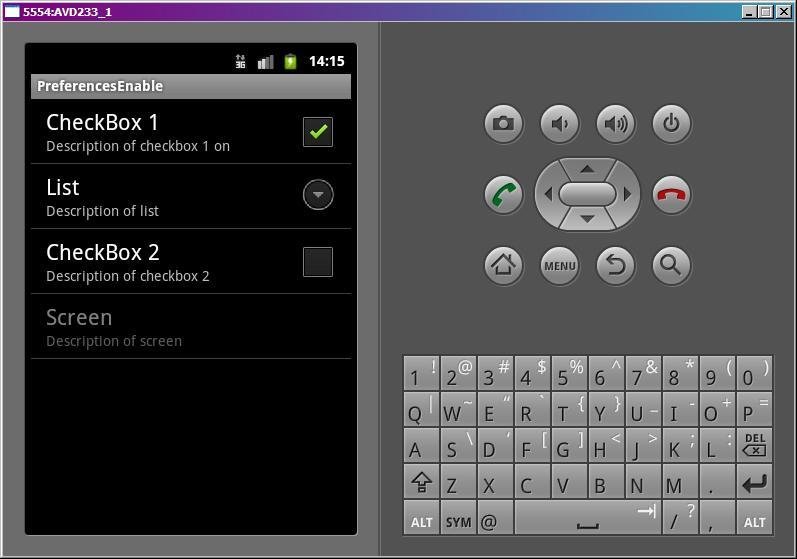 5554:AVD233_1
3G 14:15
PreferencesEnable
CheckBox 1
Description of checkbox 1 on
List
Description of list
CheckBox 2
Description of checkbox 2
Screen
Description of screen
MENU
1 ! 2 @ 3 # 4 $ 5 % 6 ^ 7 & 8 * 9 ( 0 )
Q | W ~ E “ R ` T { Y } U _ I - O + P =
A S \ D ‘ F [ G ] H < J > K ; L : DEL
Z X C V B N M .
ALT SYM @ / ? , ALT